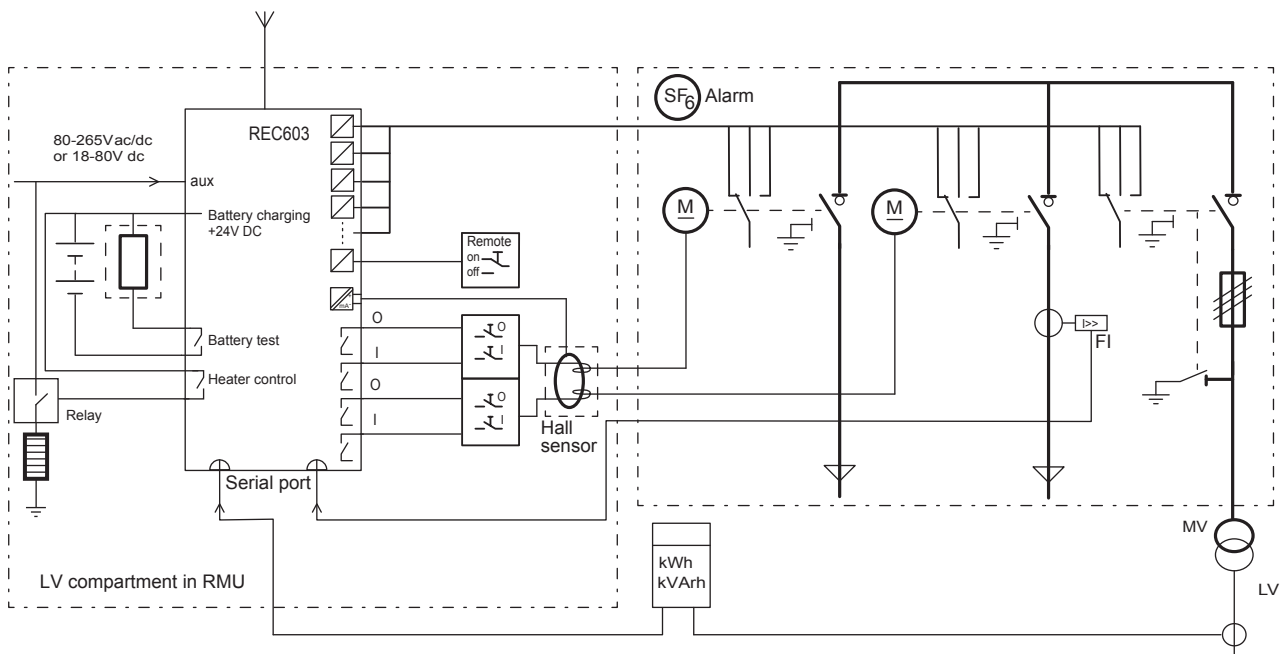 SF6 Alarm
REC603
80-265Vac/dc
or 18-80V dc
aux
M
M
Battery charging
+24V DC
Remote
on
off
mA
O
O
I
I
Battery test
I>>
FI
O
Heater control
O
I
I
Relay
I
Hall
sensor
Serial port
MV
kWh
kVArh
LV compartment in RMU
LV